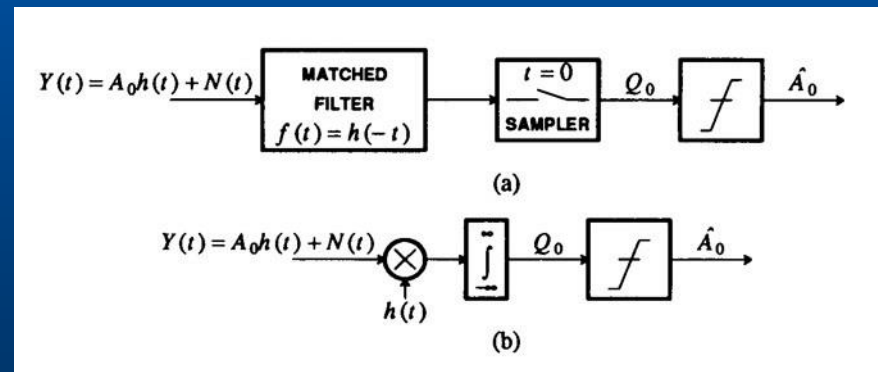 Y(t) = A₀h(t) + N(t)
MATCHED
FILTER
f(t) = h(−t)
t = 0
SAMPLER
Q₀
Â₀
(a)
Y(t) = A₀h(t) + N(t)
h(t)
∞
∫
−∞
Q₀
Â₀
(b)